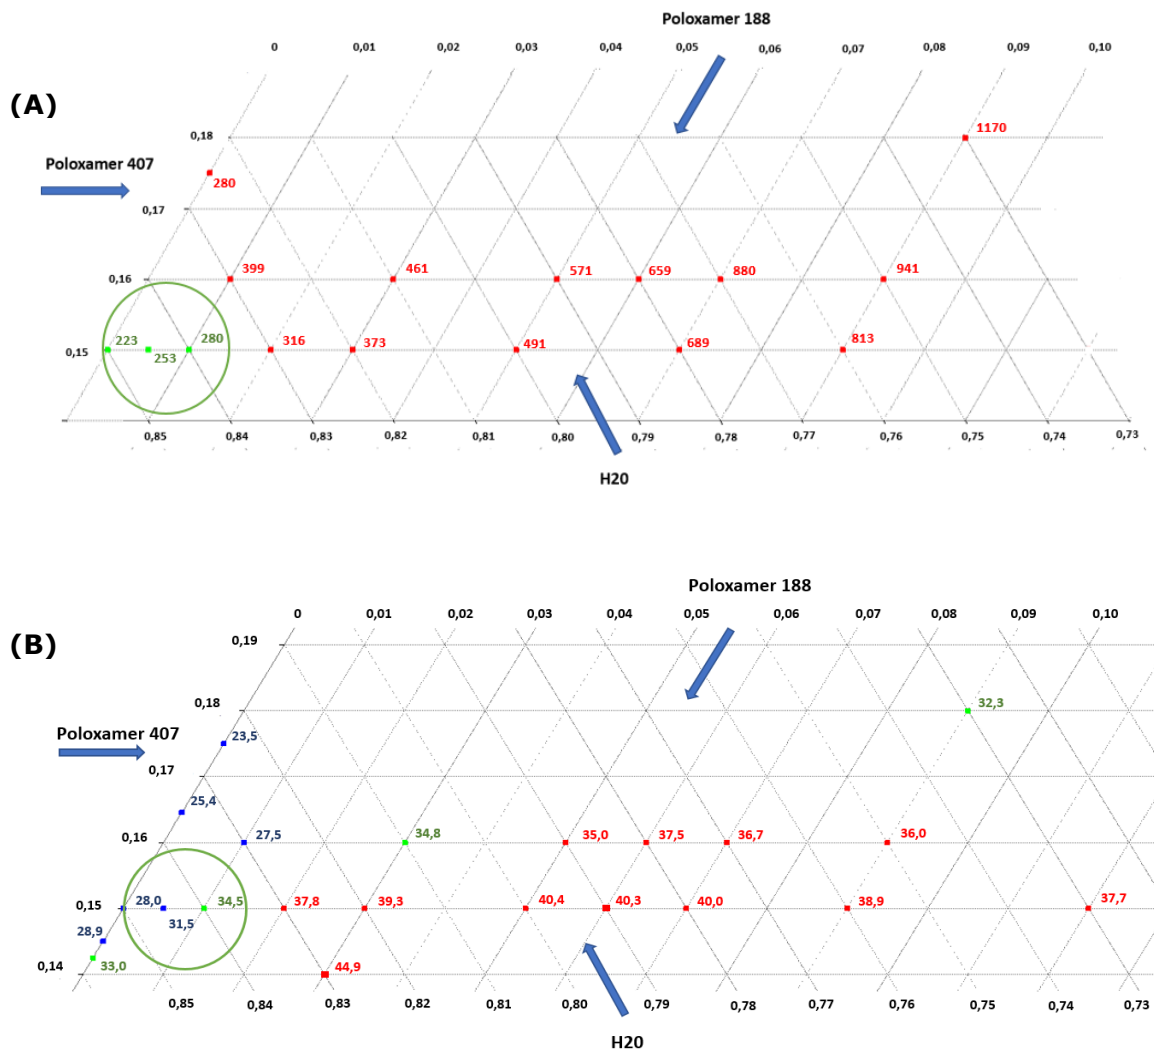 Poloxamer 188
0 0,01 0,02 0,03 0,04 0,05 0,06 0,07 0,08 0,09 0,10
(A)
0,18 1170
Poloxamer 407
280
0,17
0,16 399 461 571 659 880 941
0,15 223 253 280 316 373 491 689 813
0,85 0,84 0,83 0,82 0,81 0,80 0,79 0,78 0,77 0,76 0,75 0,74 0,73
H20
Poloxamer 188
0 0,01 0,02 0,03 0,04 0,05 0,06 0,07 0,08 0,09 0,10
(B)
0,19
0,18 32,3
Poloxamer 407
23,5
0,17
25,4
0,16 27,5 34,8 35,0 37,5 36,7 36,0
0,15 28,0 31,5 34,5 37,8 39,3 40,4 40,3 40,0 38,9 37,7
28,9
0,14 33,0 44,9
0,85 0,84 0,83 0,82 0,81 0,80 0,79 0,78 0,77 0,76 0,75 0,74 0,73
H20